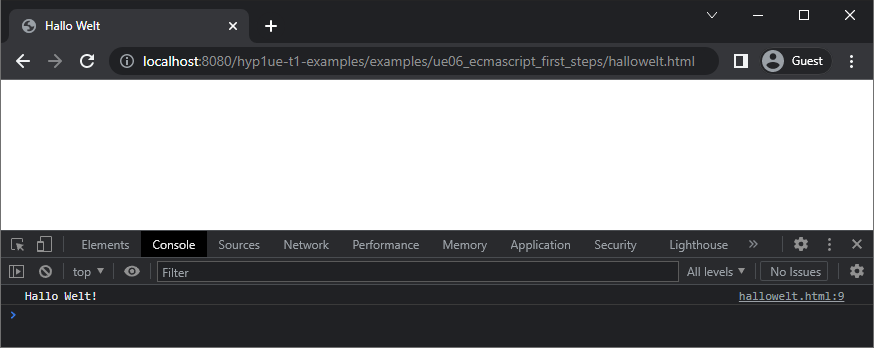 Hallo Welt
localhost:8080/hyp1ue-t1-examples/examples/ue06_ecmascript_first_steps/hallowelt.html Guest
Elements Console Sources Network Performance Memory Application Security Lighthouse
top Filter All levels No Issues
Hallo Welt! hallowelt.html:9